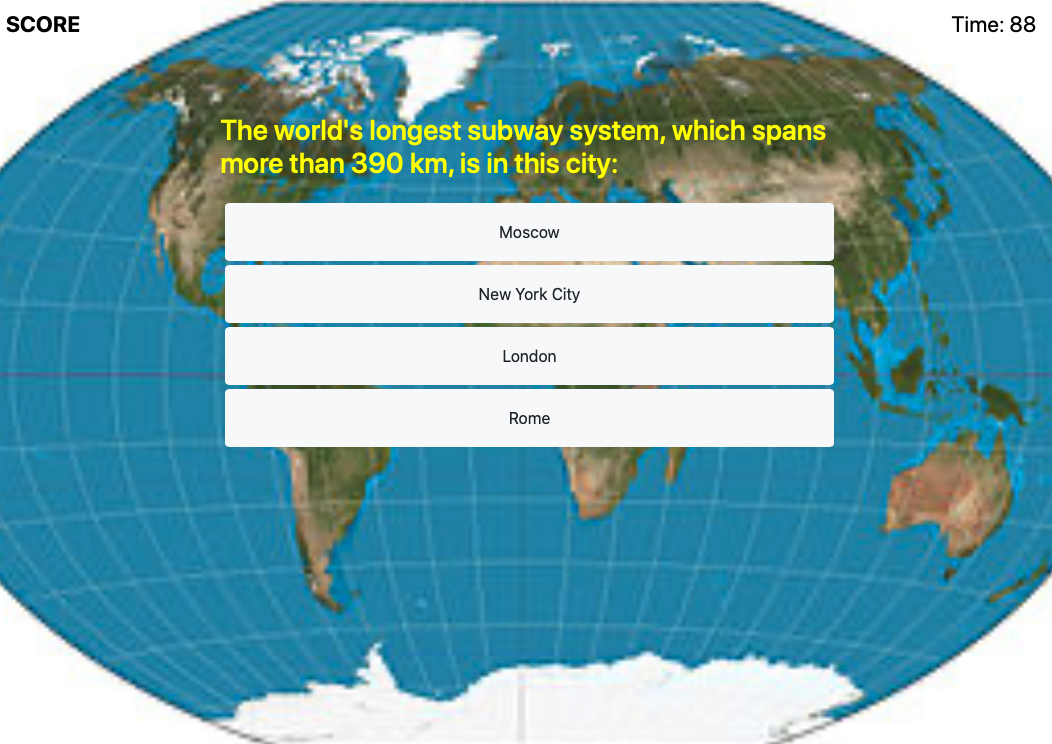 SCORE
Time: 88
The world's longest subway system, which spans
more than 390 km, is in this city:
Moscow
New York City
London
Rome